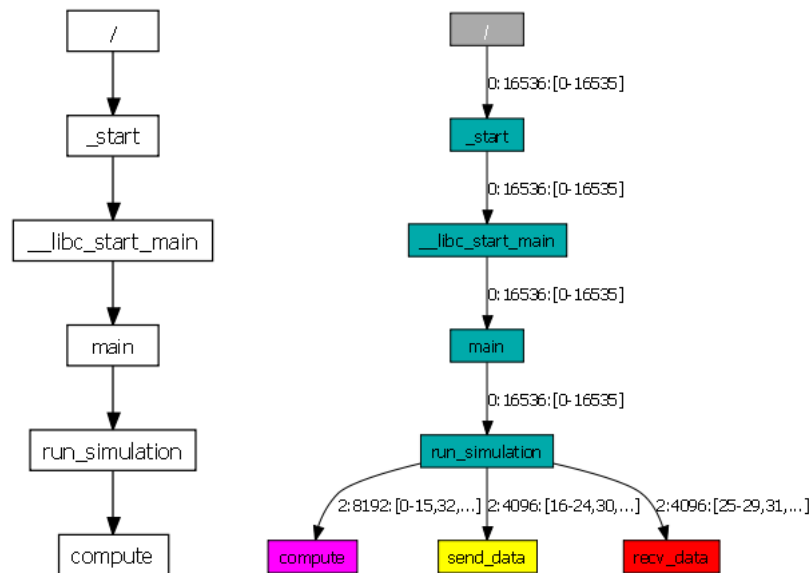 /
_start
__libc_start_main
main
run_simulation
compute
/
0:16536:[0-16535]
_start
0:16536:[0-16535]
__libc_start_main
0:16536:[0-16535]
main
0:16536:[0-16535]
run_simulation
2:8192:[0-15,32,...]
2:4096:[16-24,30,...]
2:4096:[25-29,31,...]
compute
send_data
recv_data